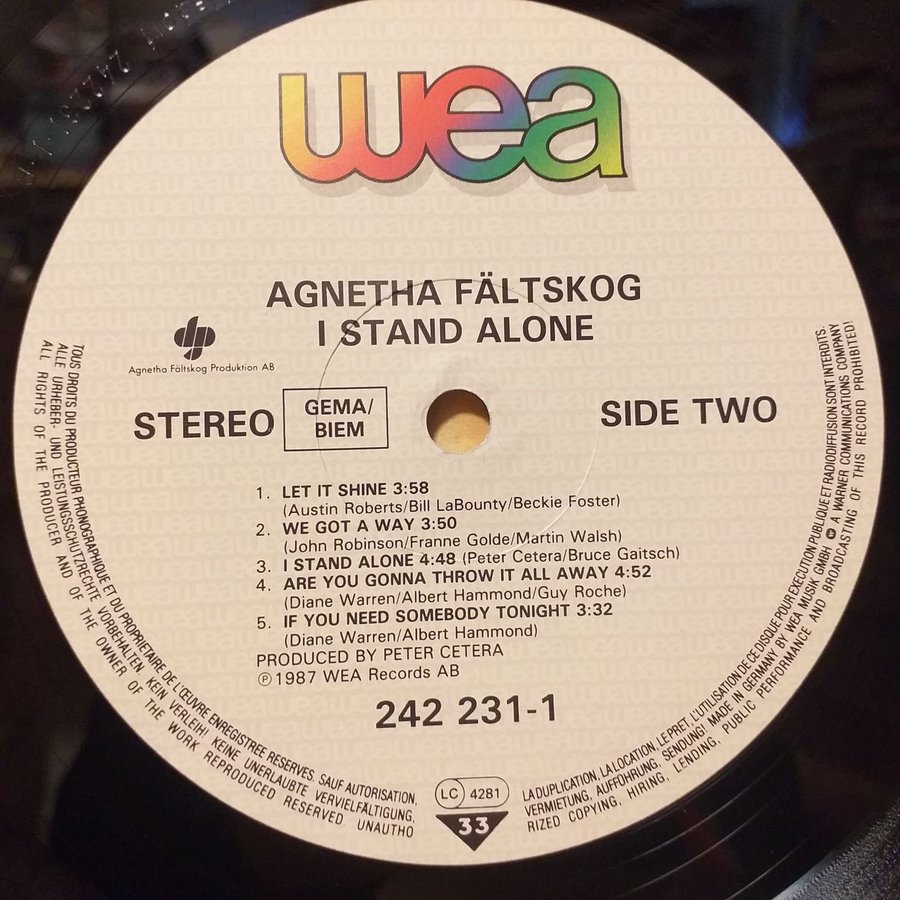 wea
AGNETHA FÄLTSKOG
I STAND ALONE
dp
Agnetha Fältskog Produktion AB
STEREO
GEMA/
BIEM
SIDE TWO
1. LET IT SHINE 3:58
(Austin Roberts/Bill LaBounty/Beckie Foster)
2. WE GOT A WAY 3:50
(John Robinson/Franne Golde/Martin Walsh)
3. I STAND ALONE 4:48 (Peter Cetera/Bruce Gaitsch)
4. ARE YOU GONNA THROW IT ALL AWAY 4:52
(Diane Warren/Albert Hammond/Guy Roche)
5. IF YOU NEED SOMEBODY TONIGHT 3:32
(Diane Warren/Albert Hammond)
PRODUCED BY PETER CETERA
Ⓟ1987 WEA Records AB
242 231-1
LC 4281
33
TOUS DROITS DU PRODUCTEUR PHONOGRAPHIQUE ET DU PROPRIETAIRE DE L'ŒUVRE ENREGISTREE RESERVES. SAUF AUTORISATION, LA DUPLICATION, LA LOCATION, LE PRET, L'UTILISATION DE CE DISQUE POUR EXECUTION PUBLIQUE ET RADIODIFFUSION SONT INTERDITS.
ALLE URHEBER- UND LEISTUNGSSCHUTZRECHTE VORBEHALTEN. KEIN VERLEIH! KEINE UNERLAUBTE VERVIELFÄLTIGUNG, VERMIETUNG, AUFFÜHRUNG, SENDUNG! MADE IN GERMANY BY WEA MUSIK GMBH A WARNER COMMUNICATIONS COMPANY
ALL RIGHTS OF THE PRODUCER AND OF THE OWNER OF THE WORK REPRODUCED RESERVED. UNAUTHORIZED COPYING, HIRING, LENDING, PUBLIC PERFORMANCE AND BROADCASTING OF THIS RECORD PROHIBITED!